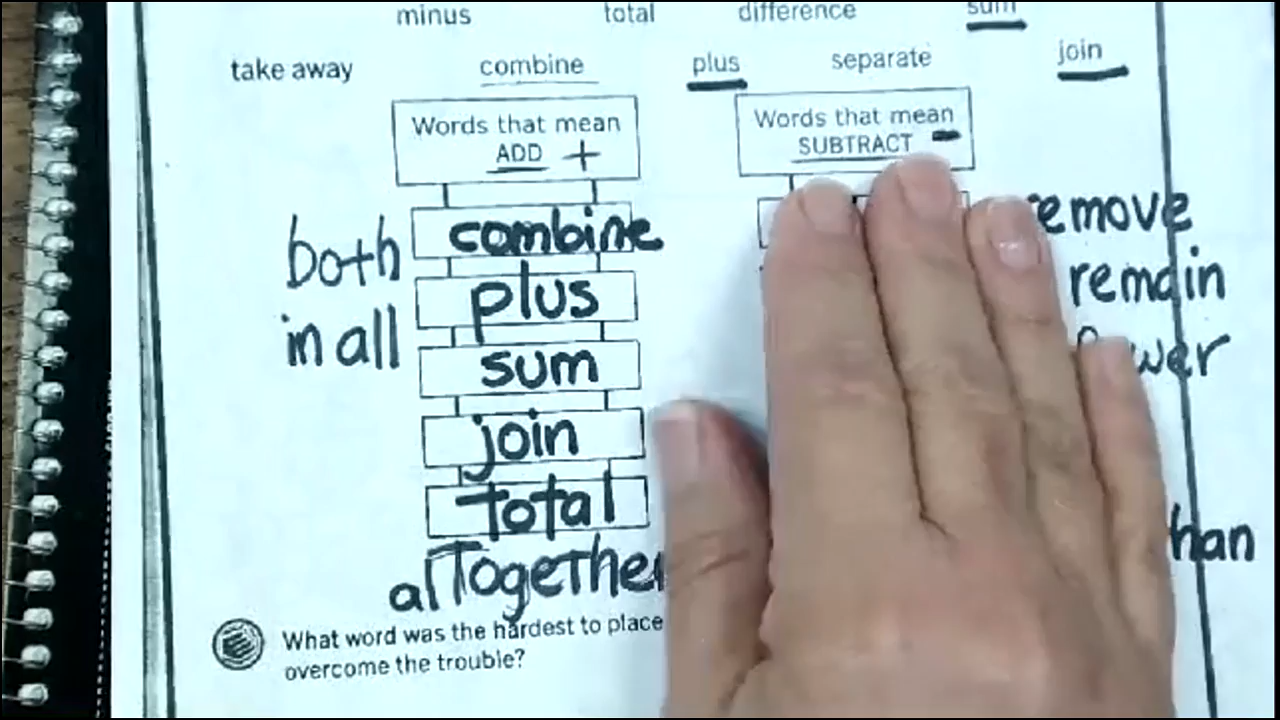 minus total difference sum
take away combine plus separate join
Words that mean
ADD +
Words that mean
SUBTRACT -
both
in all
combine
plus
sum
join
total
altogether
remove
remain
fewer
than
What word was the hardest to place
overcome the trouble?